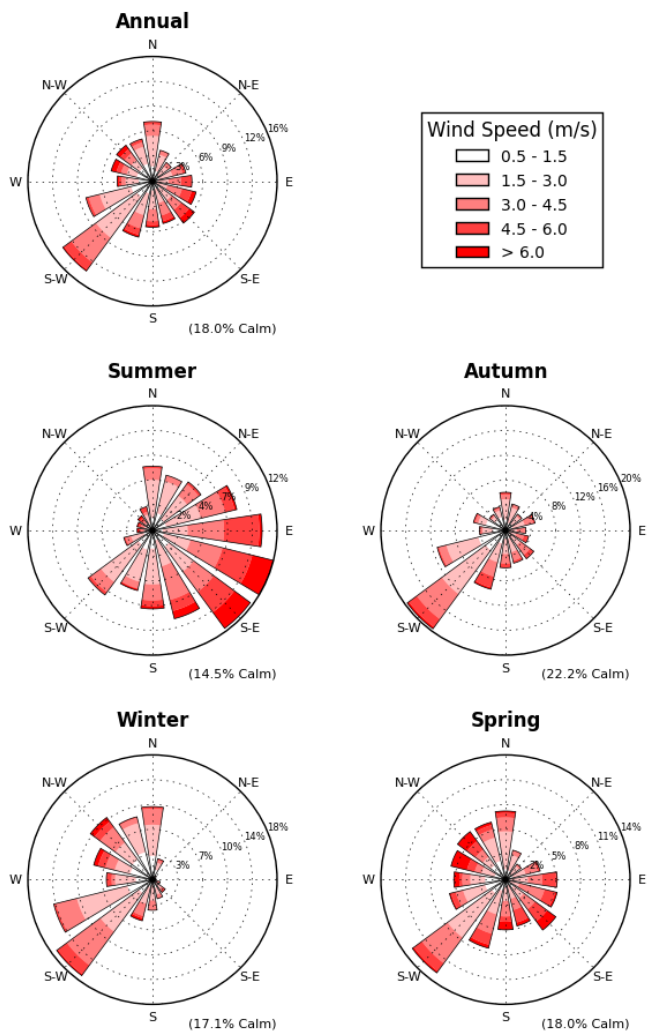 Annual
N
N-W
N-E
W
E
S-W
S-E
S
3%
6%
9%
12%
16%
(18.0% Calm)
Wind Speed (m/s)
0.5 - 1.5
1.5 - 3.0
3.0 - 4.5
4.5 - 6.0
> 6.0
Summer
N
N-W
N-E
W
E
S-W
S-E
S
2%
4%
7%
9%
12%
(14.5% Calm)
Autumn
N
N-W
N-E
W
E
S-W
S-E
S
4%
8%
12%
16%
20%
(22.2% Calm)
Winter
N
N-W
N-E
W
E
S-W
S-E
S
3%
7%
10%
14%
18%
(17.1% Calm)
Spring
N
N-W
N-E
W
E
S-W
S-E
S
2%
5%
8%
11%
14%
(18.0% Calm)